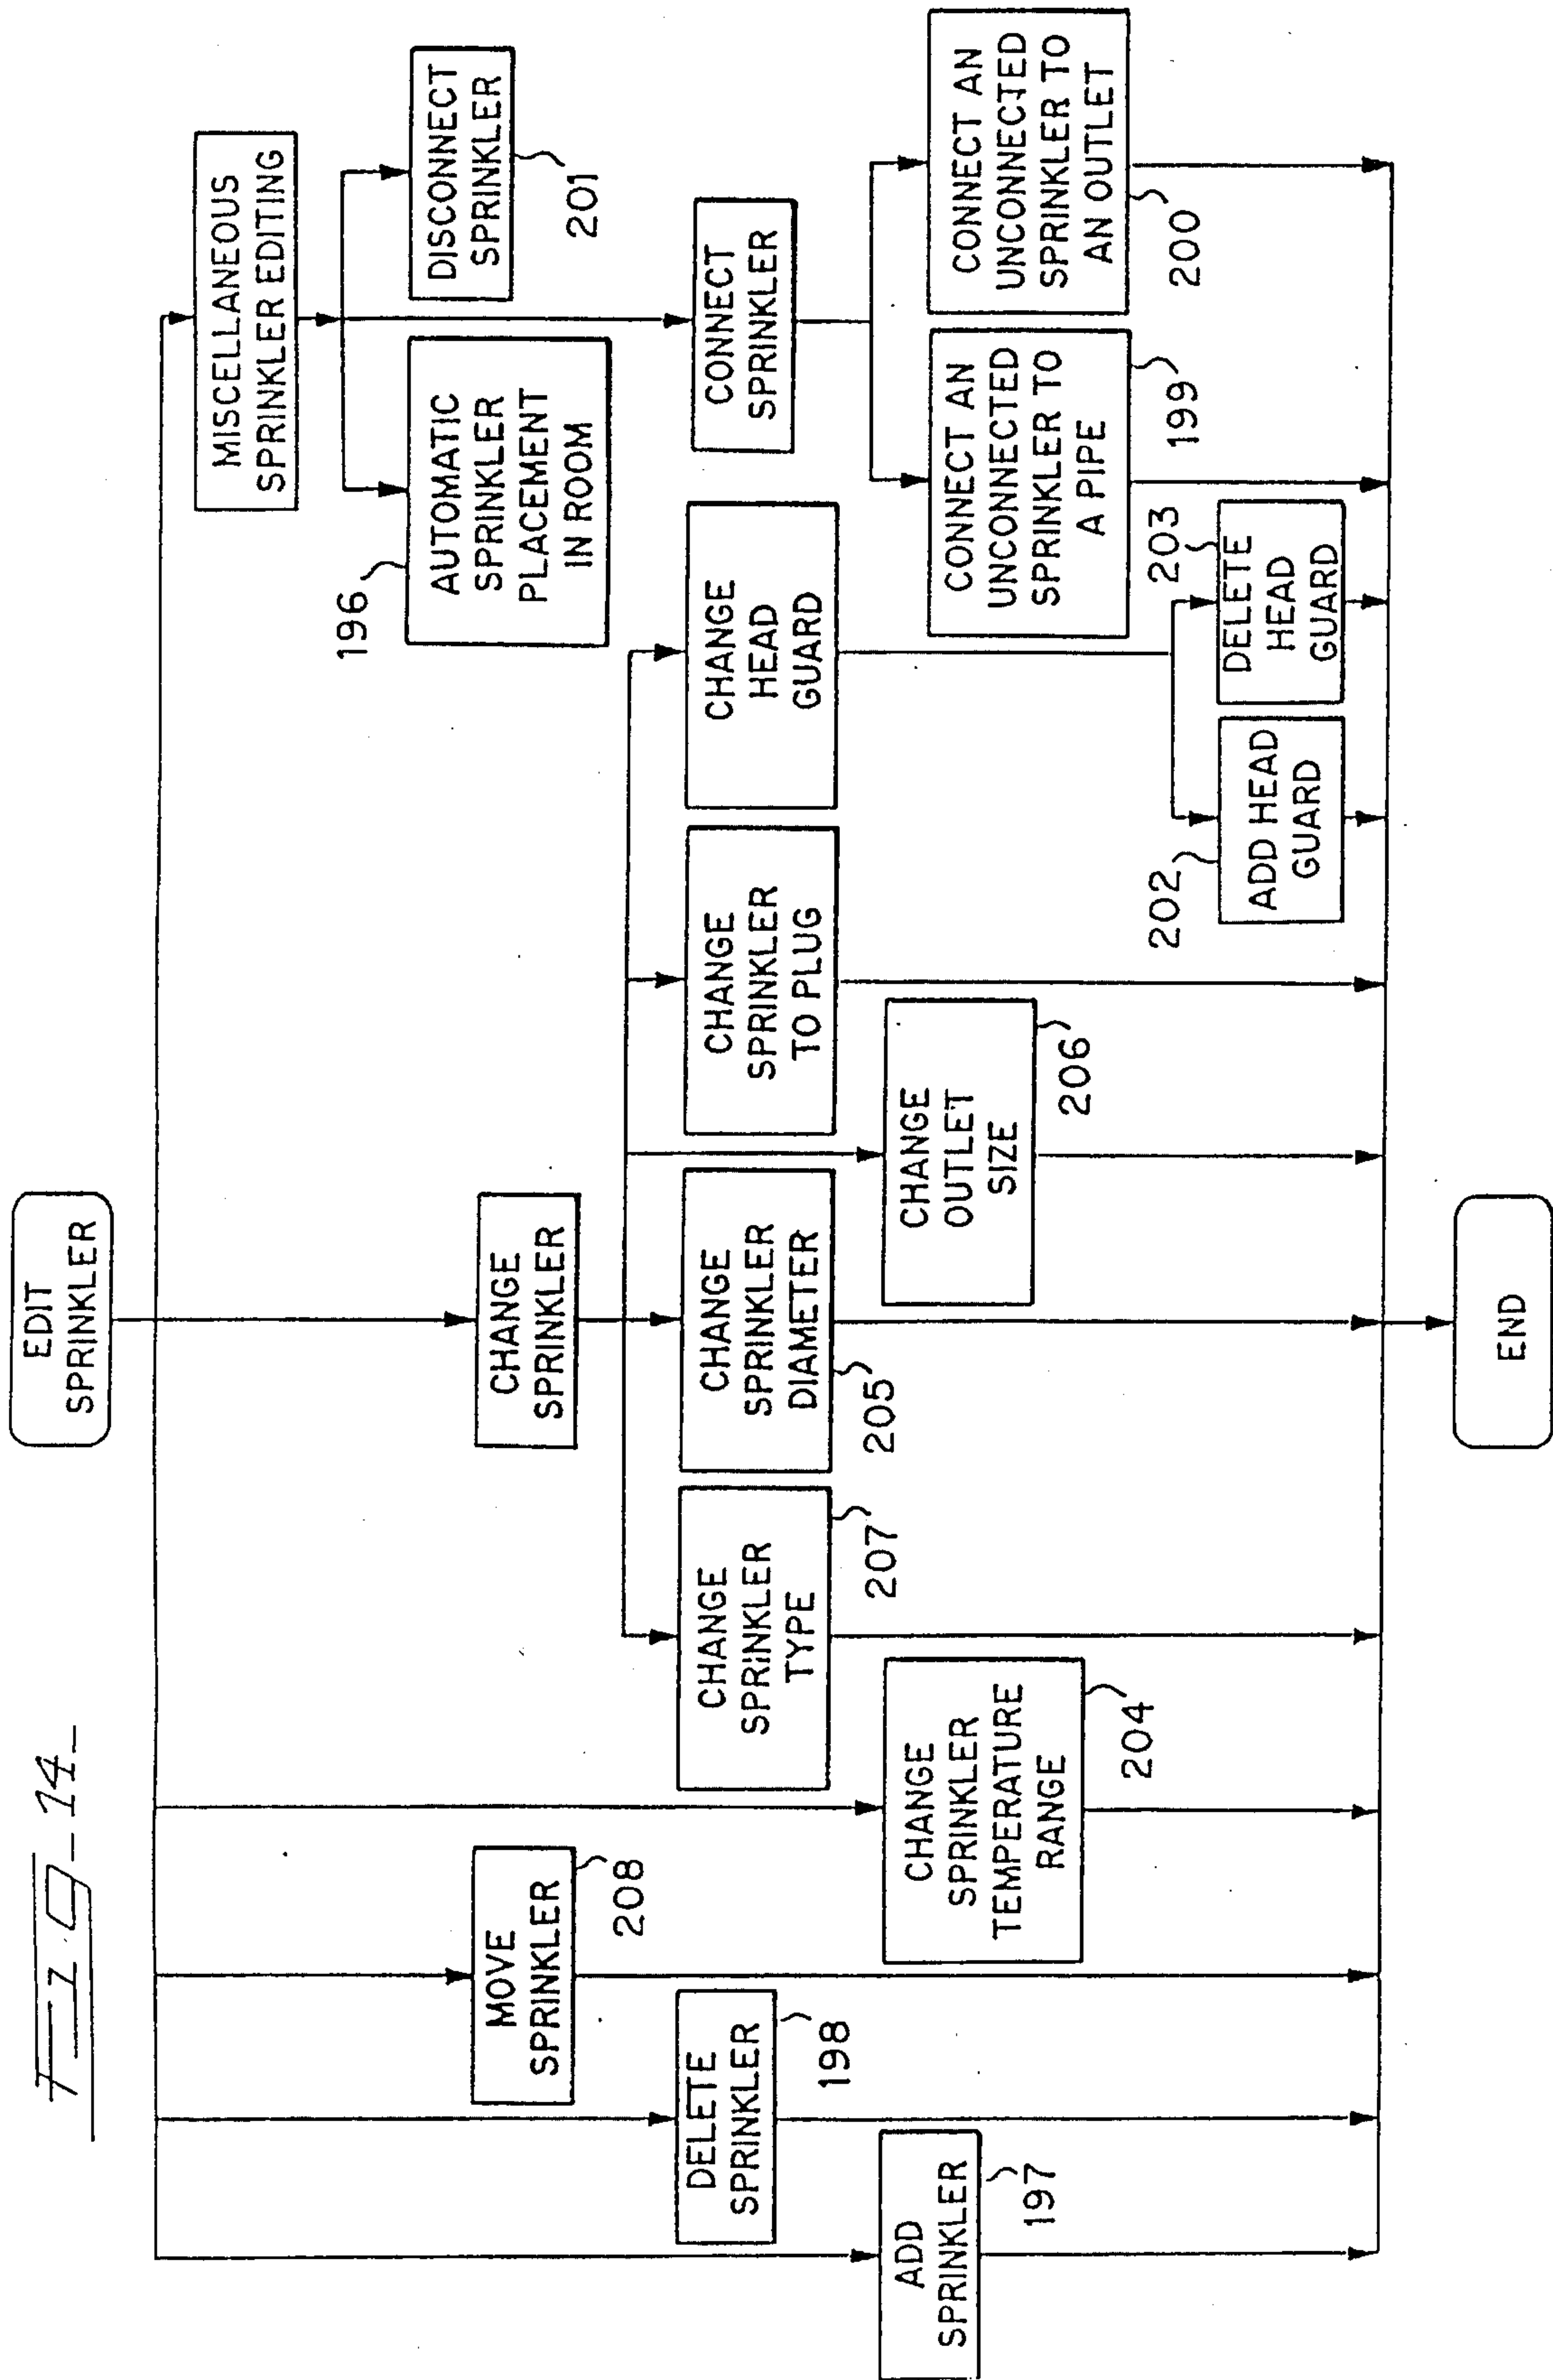 FIG-14-
EDIT
SPRINKLER
MISCELLANEOUS
SPRINKLER EDITING
196
AUTOMATIC
SPRINKLER
PLACEMENT
IN ROOM
DISCONNECT
SPRINKLER
201
MOVE
SPRINKLER
208
CHANGE
SPRINKLER
DELETE
SPRINKLER
198
CHANGE
SPRINKLER
TYPE
207
CHANGE
SPRINKLER
DIAMETER
205
CHANGE
SPRINKLER
TO PLUG
CHANGE
HEAD
GUARD
CONNECT
SPRINKLER
ADD
SPRINKLER
197
CHANGE
SPRINKLER
TEMPERATURE
RANGE
204
CHANGE
OUTLET
SIZE
206
CONNECT AN
UNCONNECTED
SPRINKLER TO
A PIPE
199
CONNECT AN
UNCONNECTED
SPRINKLER TO
AN OUTLET
200
202
ADD HEAD
GUARD
203
DELETE
HEAD
GUARD
END